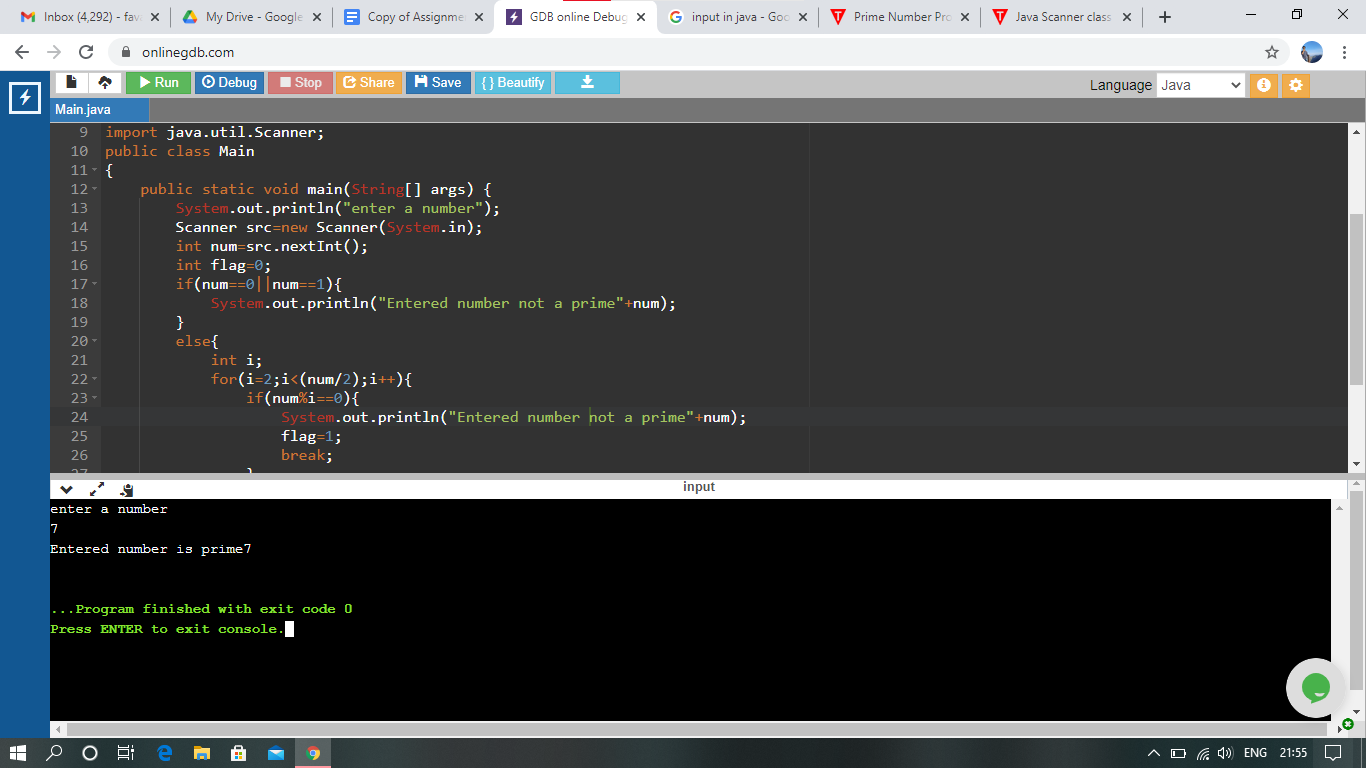 Inbox (4,292) - fav
My Drive - Google
Copy of Assignme
GDB online Debug
input in java - Goo
Prime Number Pro
Java Scanner class
onlinegdb.com
Run Debug Stop Share Save { } Beautify
Language Java
Main.java
9 import java.util.Scanner;
10 public class Main
11 {
12 public static void main(String[] args) {
13 System.out.println("enter a number");
14 Scanner src=new Scanner(System.in);
15 int num=src.nextInt();
16 int flag=0;
17 if(num==0||num==1){
18 System.out.println("Entered number not a prime"+num);
19 }
20 else{
21 int i;
22 for(i=2;i<(num/2);i++){
23 if(num%i==0){
24 System.out.println("Entered number not a prime"+num);
25 flag=1;
26 break;
27 }
input
enter a number
7
Entered number is prime7
...Program finished with exit code 0
Press ENTER to exit console.
ENG 21:55